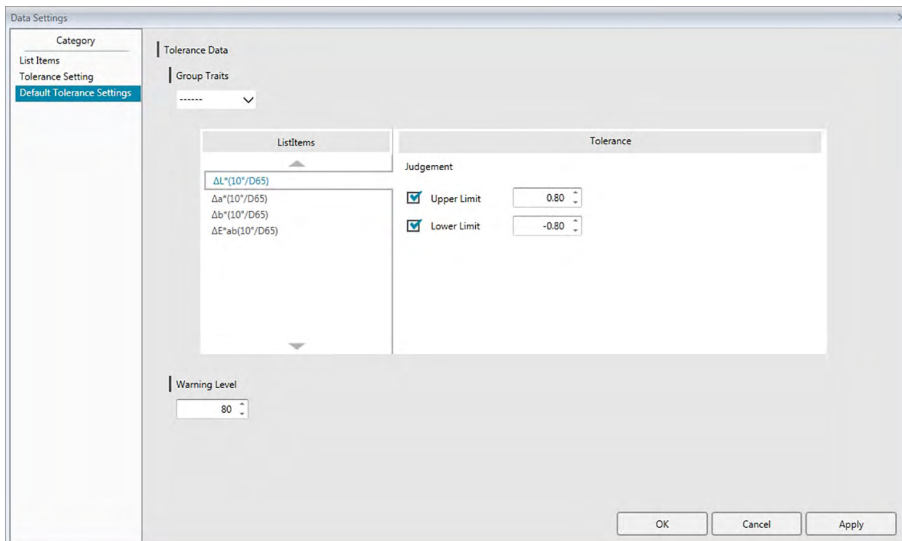 Data Settings
Category
List Items
Tolerance Setting
Default Tolerance Settings
Tolerance Data
Group Traits
------
ListItems
Tolerance
ΔL*(10°/D65)
Δa*(10°/D65)
Δb*(10°/D65)
ΔE*ab(10°/D65)
Judgement
Upper Limit 0.80
Lower Limit -0.80
Warning Level
80
OK Cancel Apply